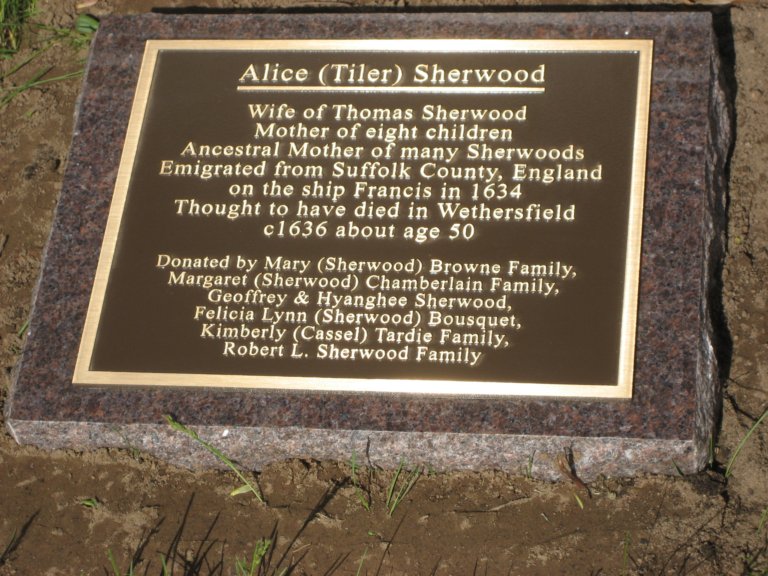 Alice (Tiler) Sherwood
Wife of Thomas Sherwood
Mother of eight children
Ancestral Mother of many Sherwoods
Emigrated from Suffolk County, England
on the ship Francis in 1634
Thought to have died in Wethersfield
c1636 about age 50
Donated by Mary (Sherwood) Browne Family,
Margaret (Sherwood) Chamberlain Family,
Geoffrey & Hyanghee Sherwood,
Felicia Lynn (Sherwood) Bousquet,
Kimberly (Cassel) Tardie Family,
Robert L. Sherwood Family